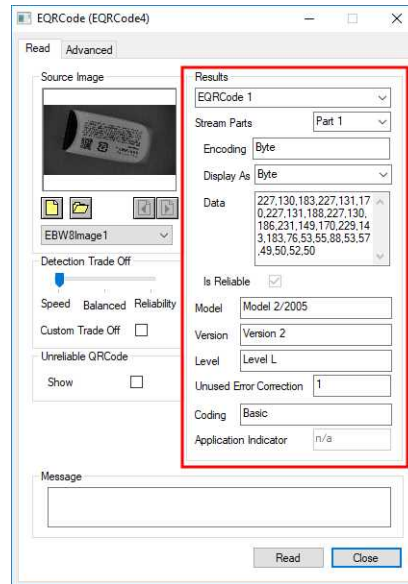 EQRCode (EQRCode4)
Read
Advanced
Source Image
EBW8Image1
Detection Trade Off
Speed
Balanced
Reliability
Custom Trade Off
Unreliable QRCode
Show
Results
EQRCode 1
Stream Parts
Part 1
Encoding
Byte
Display As
Byte
Data
227,130,183,227,131,17
0,227,131,188,227,130,
186,231,149,170,229,14
3,183,76,53,55,88,53,57
,49,50,52,50
Is Reliable
Model
Model 2/2005
Version
Version 2
Level
Level L
Unused Error Correction
1
Coding
Basic
Application Indicator
n/a
Message
Read
Close